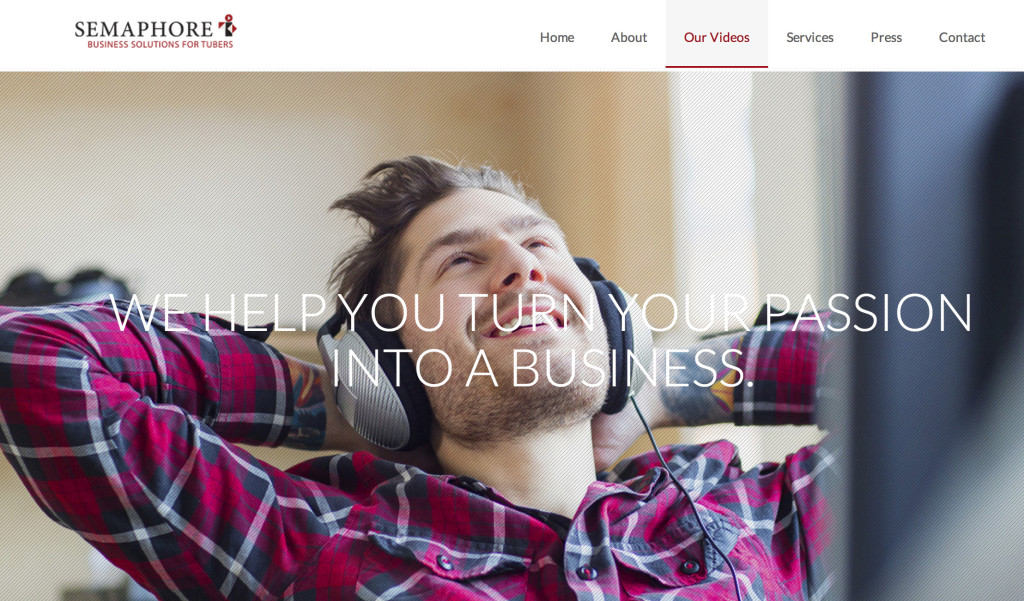 SEMAPHORE
BUSINESS SOLUTIONS FOR TUBERS
Home About Our Videos Services Press Contact
WE HELP YOU TURN YOUR PASSION
INTO A BUSINESS.